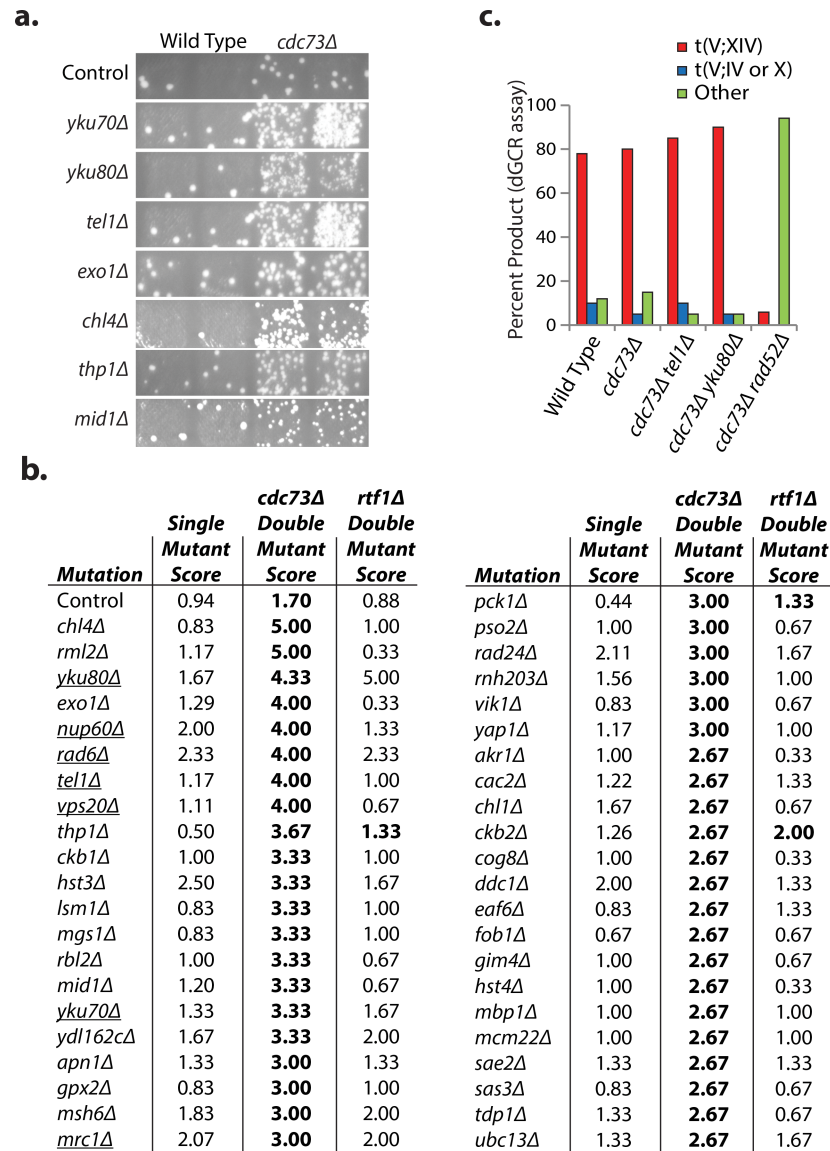 a.
Wild Type cdc73Δ
Control
yku70Δ
yku80Δ
tel1Δ
exo1Δ
chl4Δ
thp1Δ
mid1Δ
c.
t(V;XIV)
t(V;IV or X)
Other
Percent Product (dGCR assay)
100
80
60
40
20
0
Wild Type
cdc73Δ
cdc73Δ tel1Δ
cdc73Δ yku80Δ
cdc73Δ rad52Δ
b.
cdc73Δ rtf1Δ
Single Double Double
Mutant Mutant Mutant
Mutation Score Score Score
Control 0.94 1.70 0.88
chl4Δ 0.83 5.00 1.00
rml2Δ 1.17 5.00 0.33
yku80Δ 1.67 4.33 5.00
exo1Δ 1.29 4.00 0.33
nup60Δ 2.00 4.00 1.33
rad6Δ 2.33 4.00 2.33
tel1Δ 1.17 4.00 1.00
vps20Δ 1.11 4.00 0.67
thp1Δ 0.50 3.67 1.33
ckb1Δ 1.00 3.33 1.00
hst3Δ 2.50 3.33 1.67
lsm1Δ 0.83 3.33 1.00
mgs1Δ 0.83 3.33 1.00
rbl2Δ 1.00 3.33 0.67
mid1Δ 1.20 3.33 0.67
yku70Δ 1.33 3.33 1.67
ydl162cΔ 1.67 3.33 2.00
apn1Δ 1.33 3.00 1.33
gpx2Δ 0.83 3.00 1.00
msh6Δ 1.83 3.00 2.00
mrc1Δ 2.07 3.00 2.00
cdc73Δ rtf1Δ
Single Double Double
Mutant Mutant Mutant
Mutation Score Score Score
pck1Δ 0.44 3.00 1.33
pso2Δ 1.00 3.00 0.67
rad24Δ 2.11 3.00 1.67
rnh203Δ 1.56 3.00 1.00
vik1Δ 0.83 3.00 0.67
yap1Δ 1.17 3.00 1.00
akr1Δ 1.00 2.67 0.33
cac2Δ 1.22 2.67 1.33
chl1Δ 1.67 2.67 0.67
ckb2Δ 1.26 2.67 2.00
cog8Δ 1.00 2.67 0.33
ddc1Δ 2.00 2.67 1.33
eaf6Δ 0.83 2.67 1.33
fob1Δ 0.67 2.67 0.67
gim4Δ 1.00 2.67 0.67
hst4Δ 1.00 2.67 0.33
mbp1Δ 1.00 2.67 1.00
mcm22Δ 1.00 2.67 1.00
sae2Δ 1.33 2.67 1.33
sas3Δ 0.83 2.67 0.67
tdp1Δ 1.33 2.67 0.67
ubc13Δ 1.33 2.67 1.67